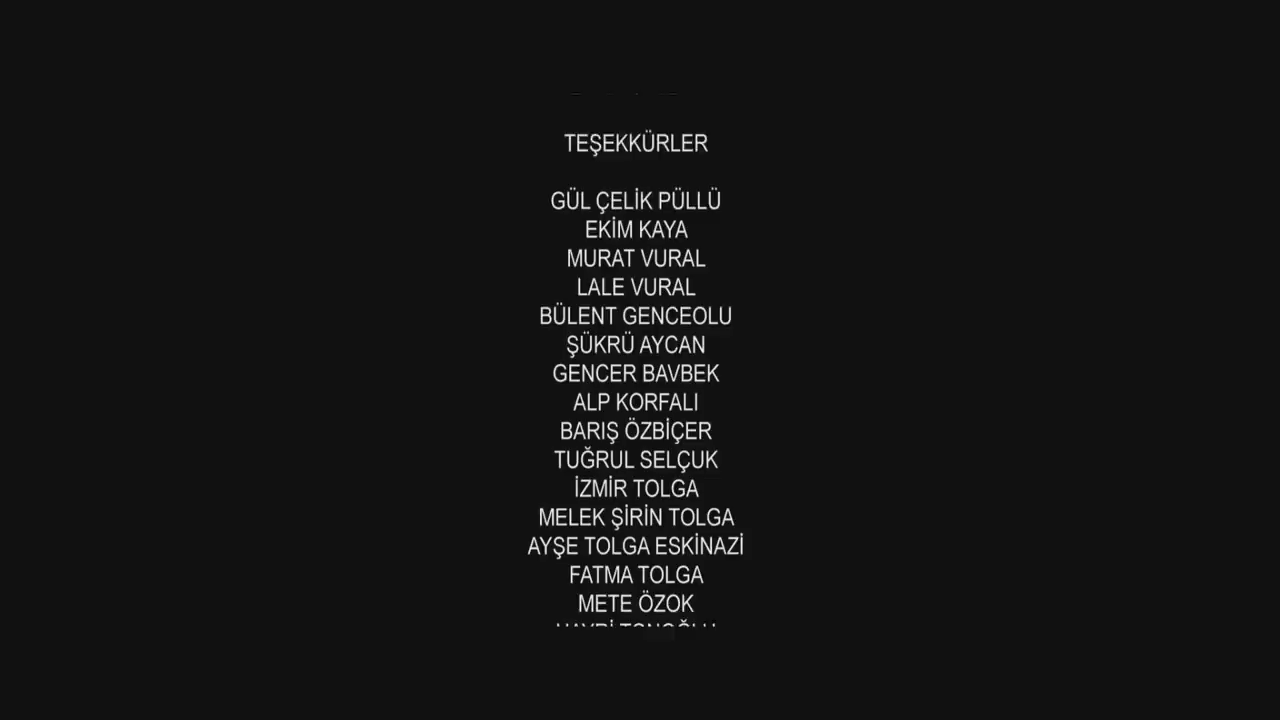 TEŞEKKÜRLER
GÜL ÇELİK PÜLLÜ
EKİM KAYA
MURAT VURAL
LALE VURAL
BÜLENT GENCEOLU
ŞÜKRÜ AYCAN
GENCER BAVBEK
ALP KORFALI
BARIŞ ÖZBİÇER
TUĞRUL SELÇUK
İZMİR TOLGA
MELEK ŞİRİN TOLGA
AYŞE TOLGA ESKİNAZİ
FATMA TOLGA
METE ÖZOK